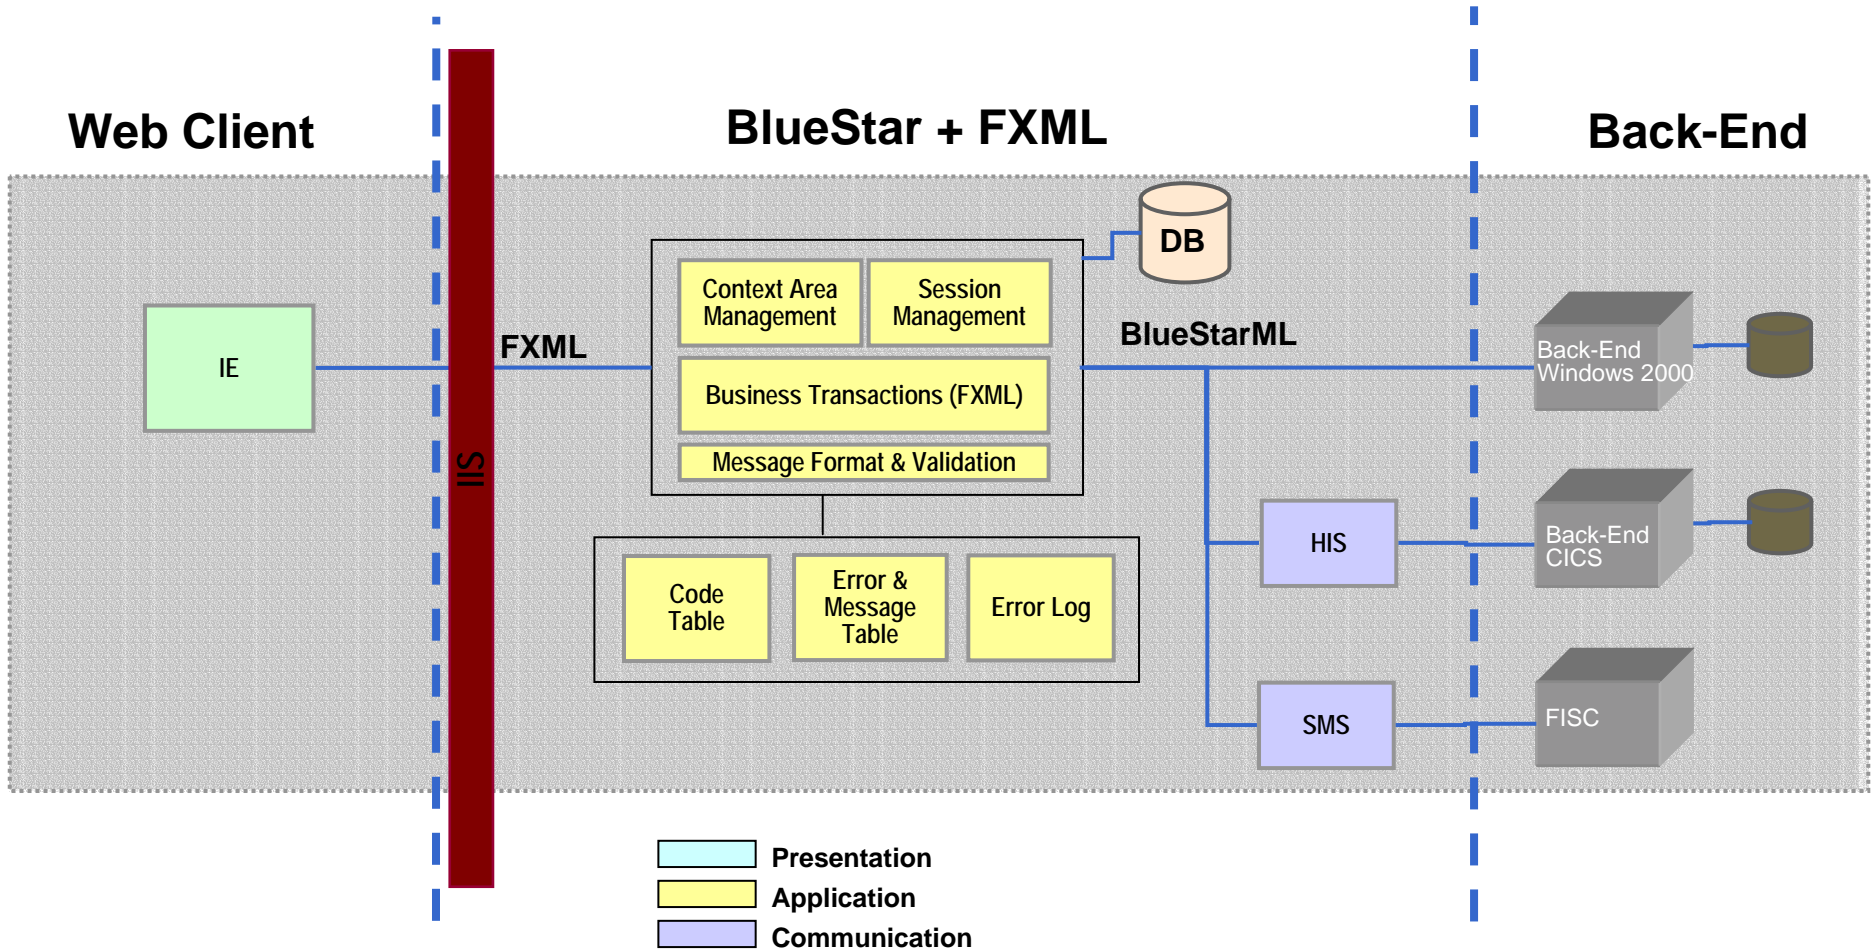 Web Client
BlueStar + FXML
Back-End
DB
Context Area
Management
Session
Management
IE
FXML
BlueStarML
Back-End
Windows 2000
Business Transactions (FXML)
Message Format & Validation
IIS
HIS
Back-End
CICS
Code
Table
Error &
Message
Table
Error Log
SMS
FISC
Presentation
Application
Communication